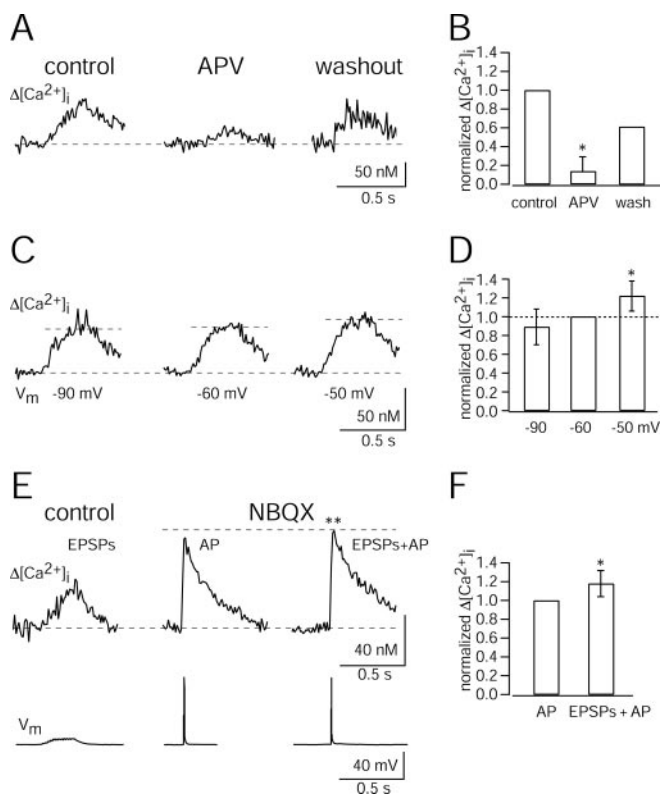 A
control
APV
washout
Δ[Ca²⁺]i
50 nM
0.5 s
B
normalized Δ[Ca²⁺]i
1.4
1.2
1.0
0.8
0.6
0.4
0.2
0.0
*
control APV wash
C
Δ[Ca²⁺]i
Vm -90 mV -60 mV -50 mV
50 nM
0.5 s
D
normalized Δ[Ca²⁺]i
1.4
1.2
1.0
0.8
0.6
0.4
0.2
0.0
*
-90 -60 -50 mV
E
control
NBQX
EPSPs
AP
**
EPSPs+AP
Δ[Ca²⁺]i
40 nM
0.5 s
Vm
40 mV
0.5 s
F
normalized Δ[Ca²⁺]i
1.4
1.2
1.0
0.8
0.6
0.4
0.2
0.0
*
AP EPSPs + AP